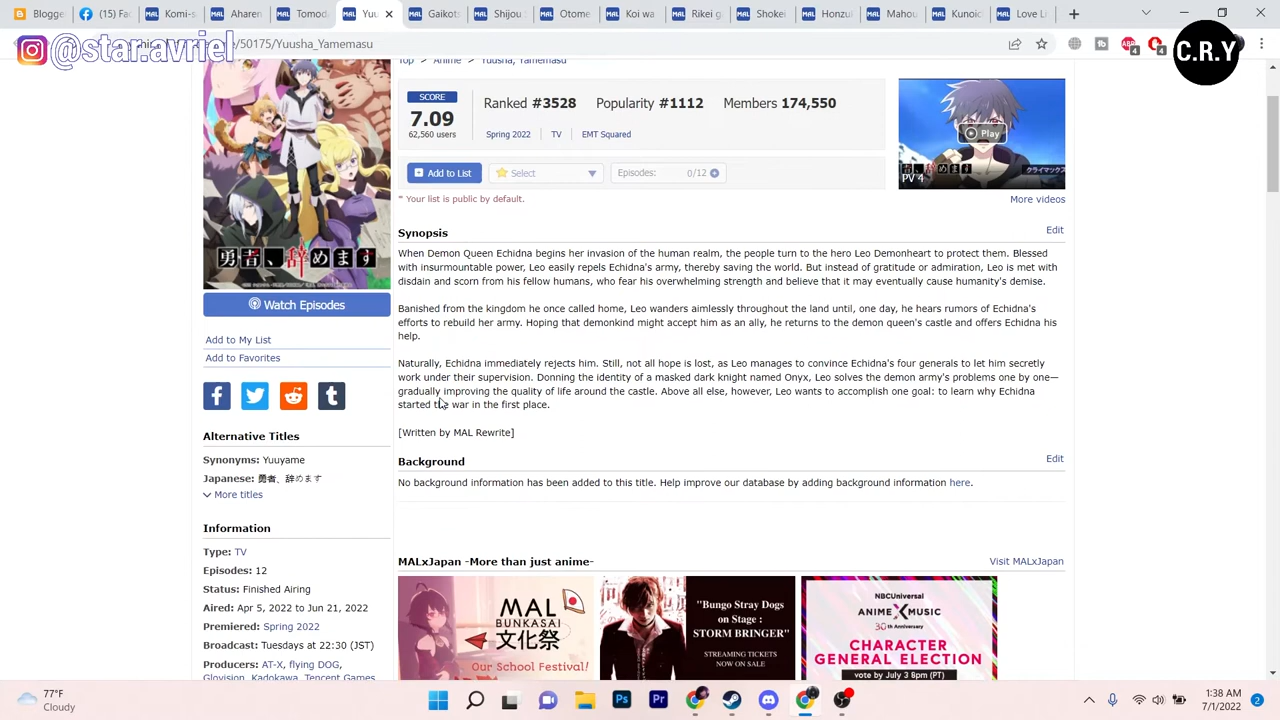 Blogger
(15) Fac
Kon
Komi-s
Yuusha
Tomod
Yu
Gaikots
Shijou
Otome
Koi wa
Rikei g
Shokei
Honzu
Mahou
Kunoic
Love L
@star.avriel
/50175/Yuusha_Yamemasu
C.R.Y
Top > Anime > Yuusha, Yamemasu
SCORE
7.09
62,560 users
Ranked #3528 Popularity #1112 Members 174,550
Spring 2022 TV EMT Squared
Add to List Select Episodes: 0/12
* Your list is public by default.
Play
PV 4
クライマックス
More videos
勇者、辞めます
Watch Episodes
Add to My List
Add to Favorites
Alternative Titles
Synonyms: Yuuyame
Japanese: 勇者、辞めます
More titles
Information
Type: TV
Episodes: 12
Status: Finished Airing
Aired: Apr 5, 2022 to Jun 21, 2022
Premiered: Spring 2022
Broadcast: Tuesdays at 22:30 (JST)
Producers: AT-X, flying DOG,
Glovision, Kadokawa, Tencent Games
Synopsis
Edit
When Demon Queen Echidna begins her invasion of the human realm, the people turn to the hero Leo Demonheart to protect them. Blessed
with insurmountable power, Leo easily repels Echidna's army, thereby saving the world. But instead of gratitude or admiration, Leo is met with
disdain and scorn from his fellow humans, who fear his overwhelming strength and believe that it may eventually cause humanity's demise.
Banished from the kingdom he once called home, Leo wanders aimlessly throughout the land until, one day, he hears rumors of Echidna's
efforts to rebuild her army. Hoping that demonkind might accept him as an ally, he returns to the demon queen's castle and offers Echidna his
help.
Naturally, Echidna immediately rejects him. Still, not all hope is lost, as Leo manages to convince Echidna's four generals to let him secretly
work under their supervision. Donning the identity of a masked dark knight named Onyx, Leo solves the demon army's problems one by one—
gradually improving the quality of life around the castle. Above all else, however, Leo wants to accomplish one goal: to learn why Echidna
started the war in the first place.
[Written by MAL Rewrite]
Background
Edit
No background information has been added to this title. Help improve our database by adding background information here.
MALxJapan -More than just anime-
Visit MALxJapan
MAL
BUNKASAI
文化祭
Our School Festival!
"Bungo Stray Dogs
on Stage :
STORM BRINGER"
STREAMING TICKETS
NOW ON SALE
NBCUniversal
ANIME X MUSIC
30th Anniversary
CHARACTER
GENERAL ELECTION
vote by July 3 8pm (PT)
77°F
Cloudy
1:38 AM
7/1/2022
2